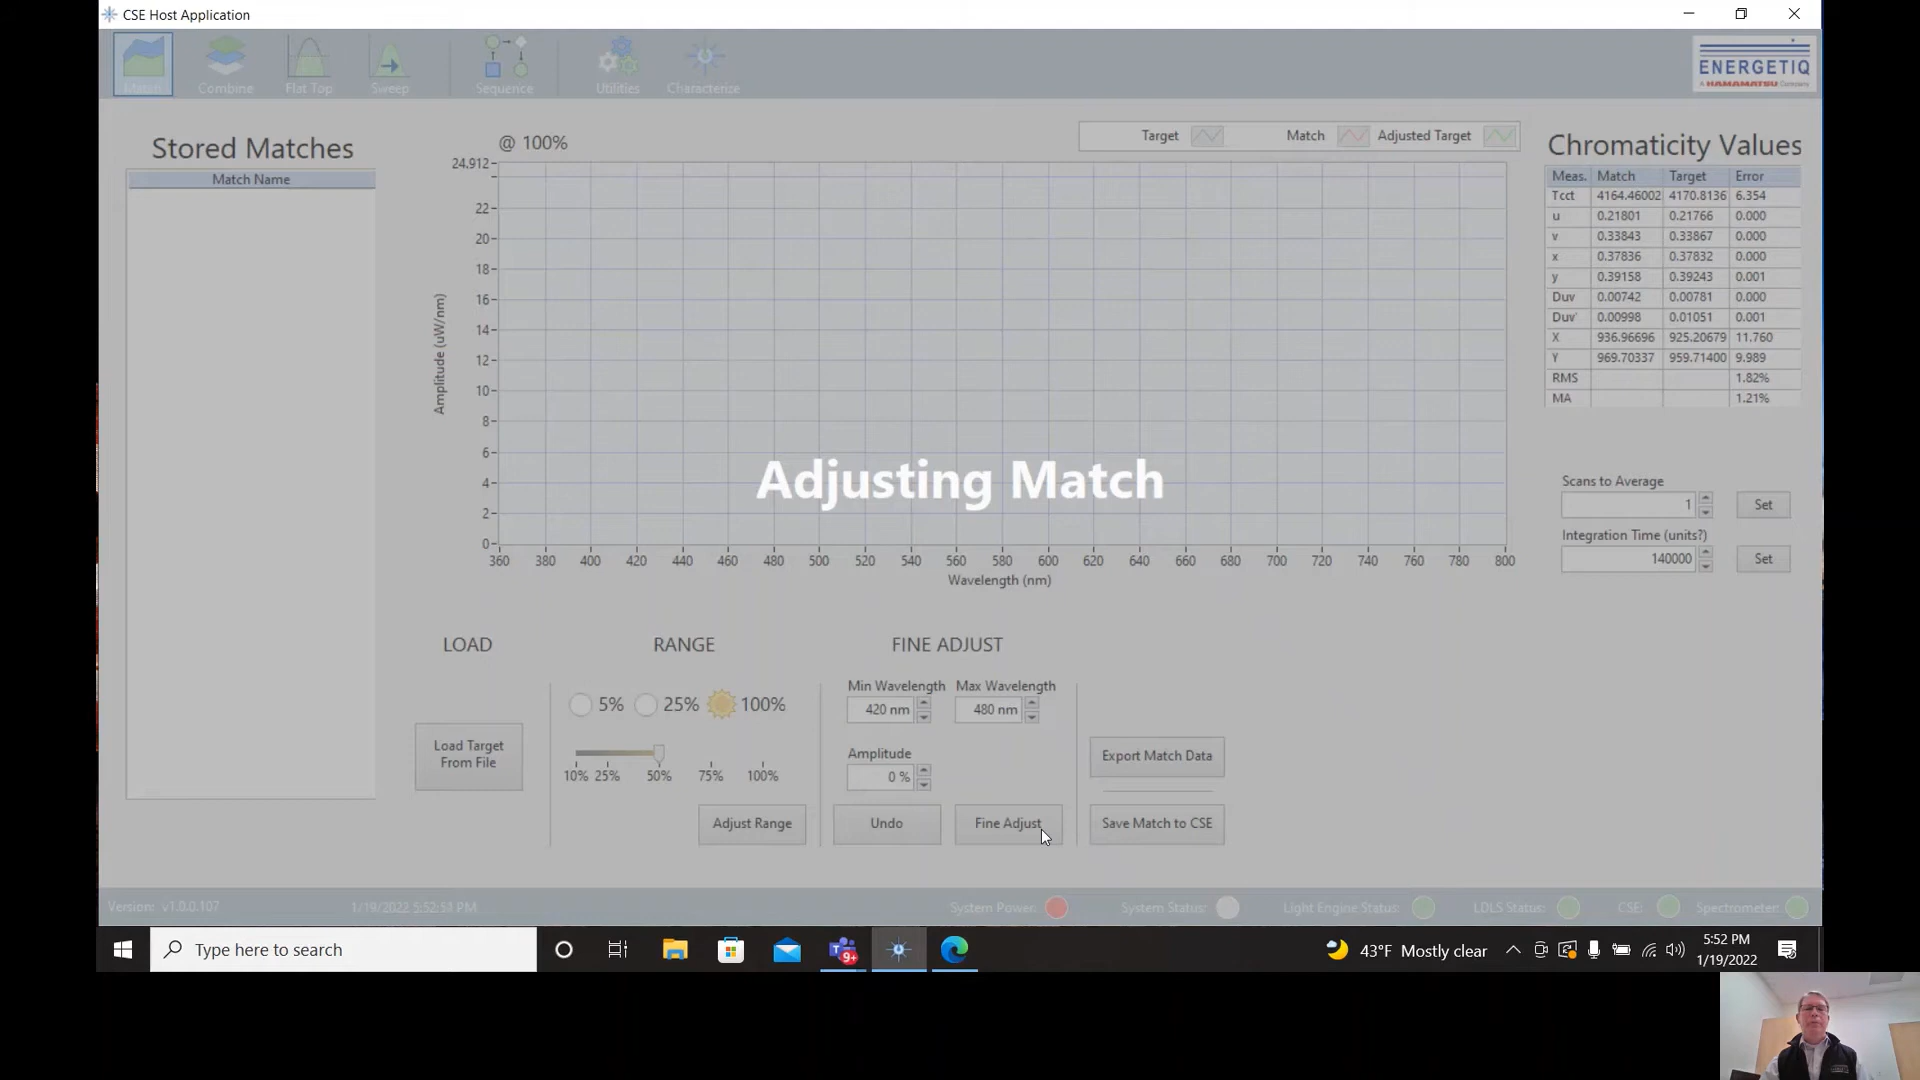 CSE Host Application
Match
Combine
Flat Top
Sweep
Sequence
Utilities
Characterize
ENERGETIQ
A HAMAMATSU Company
Stored Matches
Match Name
@ 100%
Target
Match
Adjusted Target
24.912
22
20
18
16
14
12
10
8
6
4
2
0
Amplitude (uW/nm)
360 380 400 420 440 460 480 500 520 540 560 580 600 620 640 660 680 700 720 740 760 780 800
Wavelength (nm)
Adjusting Match
Chromaticity Values
Meas. Match Target Error
Tcct 4164.46002 4170.8136 6.354
u 0.21801 0.21766 0.000
v 0.33843 0.33867 0.000
x 0.37836 0.37832 0.000
y 0.39158 0.39243 0.001
Duv 0.00742 0.00781 0.000
Duv' 0.00998 0.01051 0.001
X 936.96696 925.20679 11.760
Y 969.70337 959.71400 9.989
RMS 1.82%
MA 1.21%
Scans to Average
1 Set
Integration Time (units?)
140000 Set
LOAD
Load Target
From File
RANGE
5% 25% 100%
10% 25% 50% 75% 100%
Adjust Range
FINE ADJUST
Min Wavelength Max Wavelength
420 nm 480 nm
Amplitude
0 %
Undo
Fine Adjust
Export Match Data
Save Match to CSE
Version: v1.0.0.107
1/19/2022 5:52:51 PM
System Power:
System Status:
Light Engine Status:
LDLS Status:
CSE:
Spectrometer:
Type here to search
9+
43°F Mostly clear
5:52 PM
1/19/2022